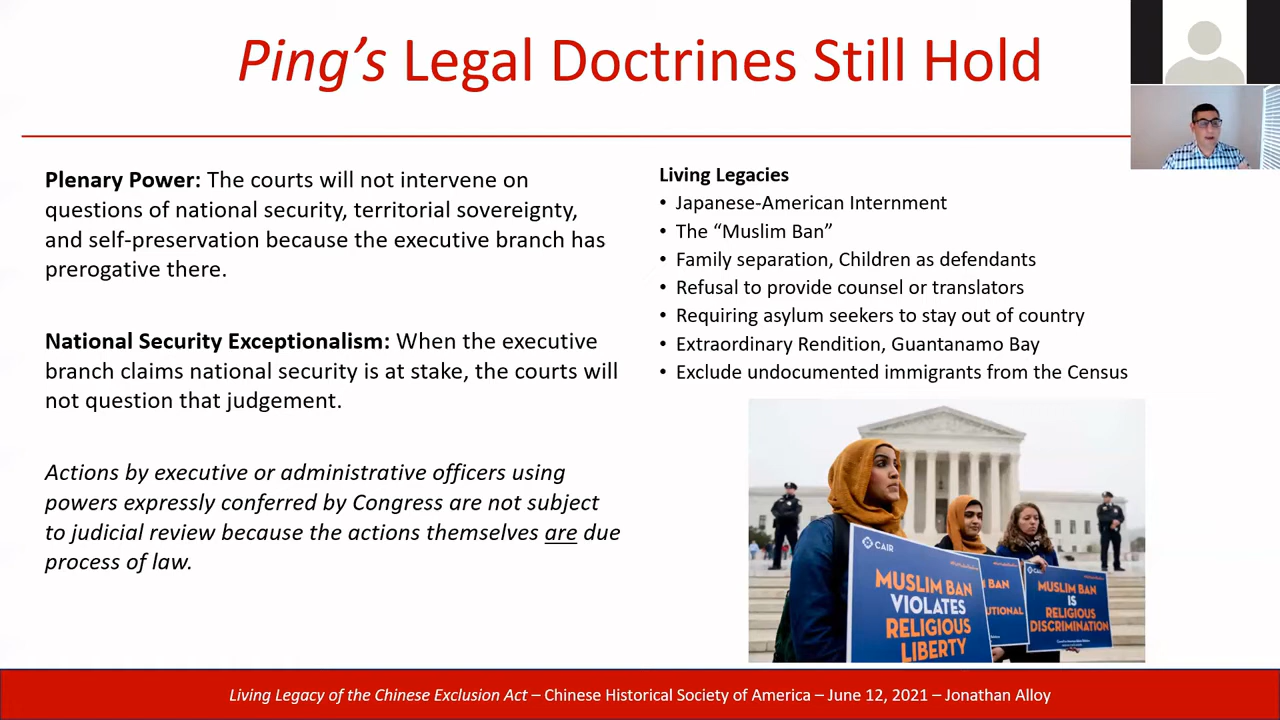 Ping's Legal Doctrines Still Hold
Plenary Power: The courts will not intervene on
questions of national security, territorial sovereignty,
and self-preservation because the executive branch has
prerogative there.
National Security Exceptionalism: When the executive
branch claims national security is at stake, the courts will
not question that judgement.
Actions by executive or administrative officers using
powers expressly conferred by Congress are not subject
to judicial review because the actions themselves are due
process of law.
Living Legacies
• Japanese-American Internment
• The “Muslim Ban”
• Family separation, Children as defendants
• Refusal to provide counsel or translators
• Requiring asylum seekers to stay out of country
• Extraordinary Rendition, Guantanamo Bay
• Exclude undocumented immigrants from the Census
CAIR
MUSLIM BAN
VIOLATES
RELIGIOUS
LIBERTY
BAN
UTIONAL
CAIR
MUSLIM BAN
IS
RELIGIOUS
DISCRIMINATION
Living Legacy of the Chinese Exclusion Act – Chinese Historical Society of America – June 12, 2021 – Jonathan Alloy